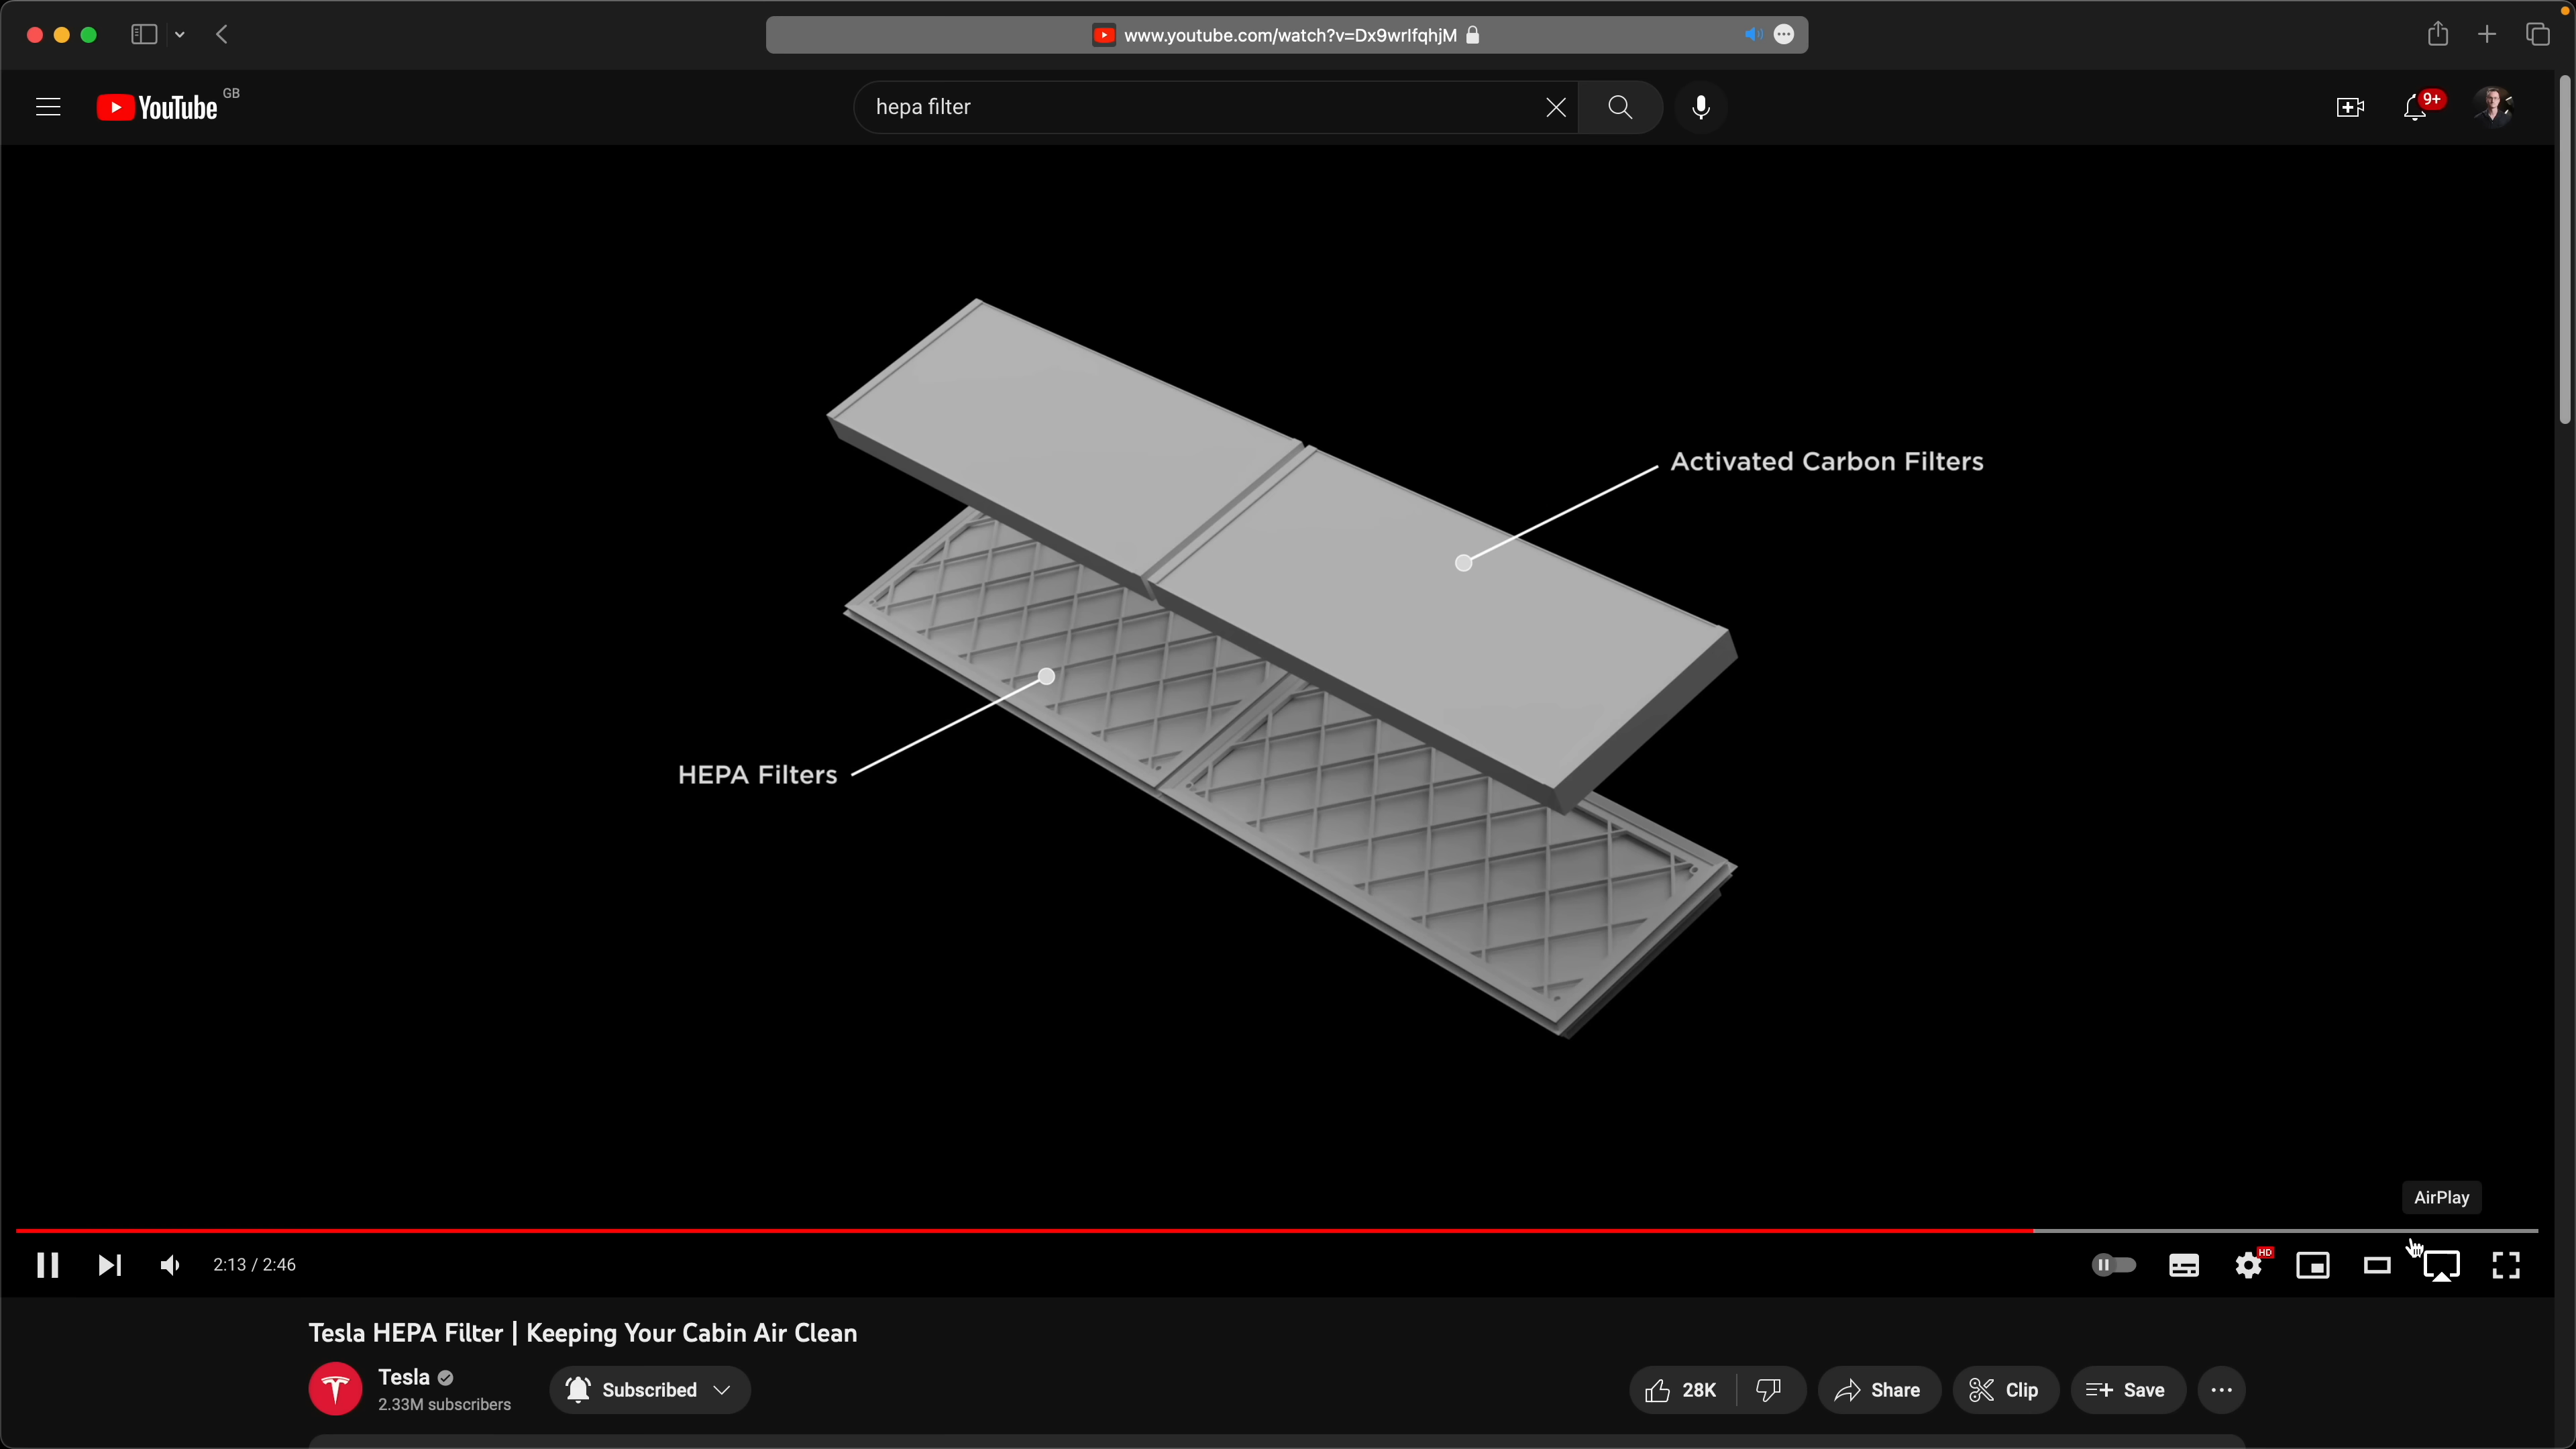 www.youtube.com/watch?v=Dx9wrlfqhjM
YouTube GB
hepa filter
9+
Activated Carbon Filters
HEPA Filters
AirPlay
2:13 / 2:46
HD
Tesla HEPA Filter | Keeping Your Cabin Air Clean
Tesla
2.33M subscribers
Subscribed
28K
Share
Clip
Save